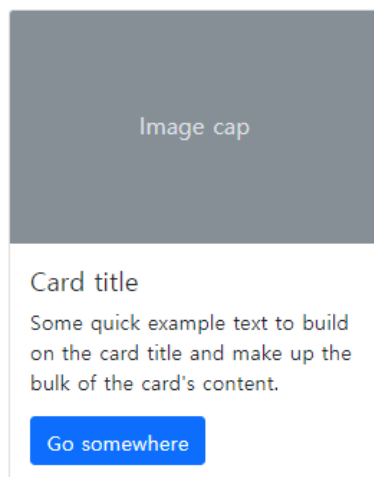 Image cap
Card title
Some quick example text to build
on the card title and make up the
bulk of the card's content.
Go somewhere